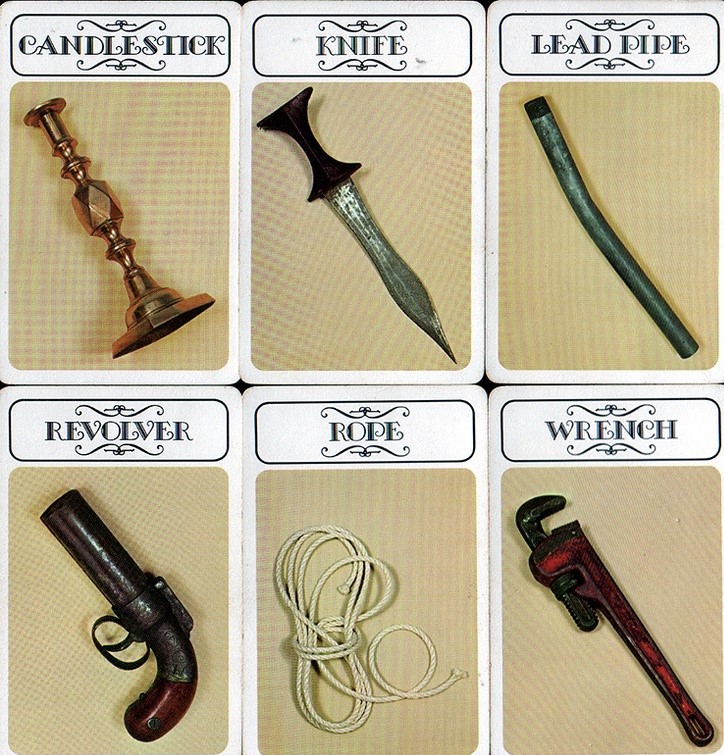 CANDLESTICK
KNIFE
LEAD PIPE
REVOLVER
ROPE
WRENCH